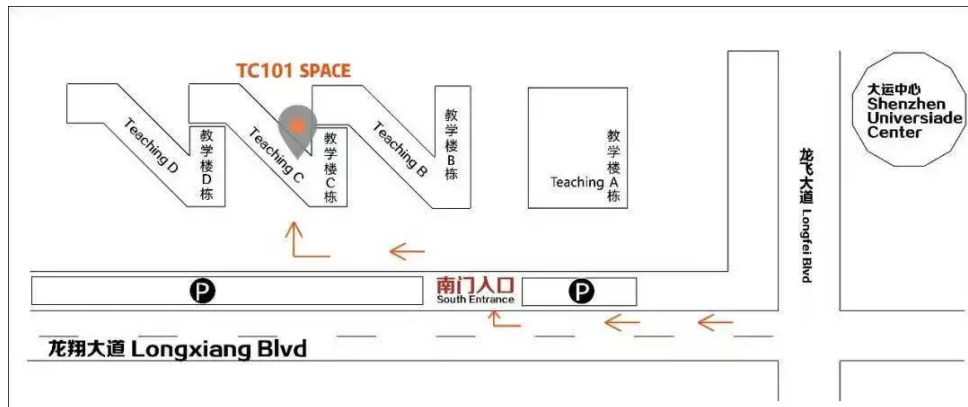 TC101 SPACE
Teaching D
教学楼D栋
Teaching C
教学楼C栋
Teaching B
教学楼B栋
Teaching A
教学楼A栋
大运中心
Shenzhen
Universiade
Center
龙飞大道 Longfei Blvd
P
南门入口
South Entrance
P
龙翔大道 Longxiang Blvd